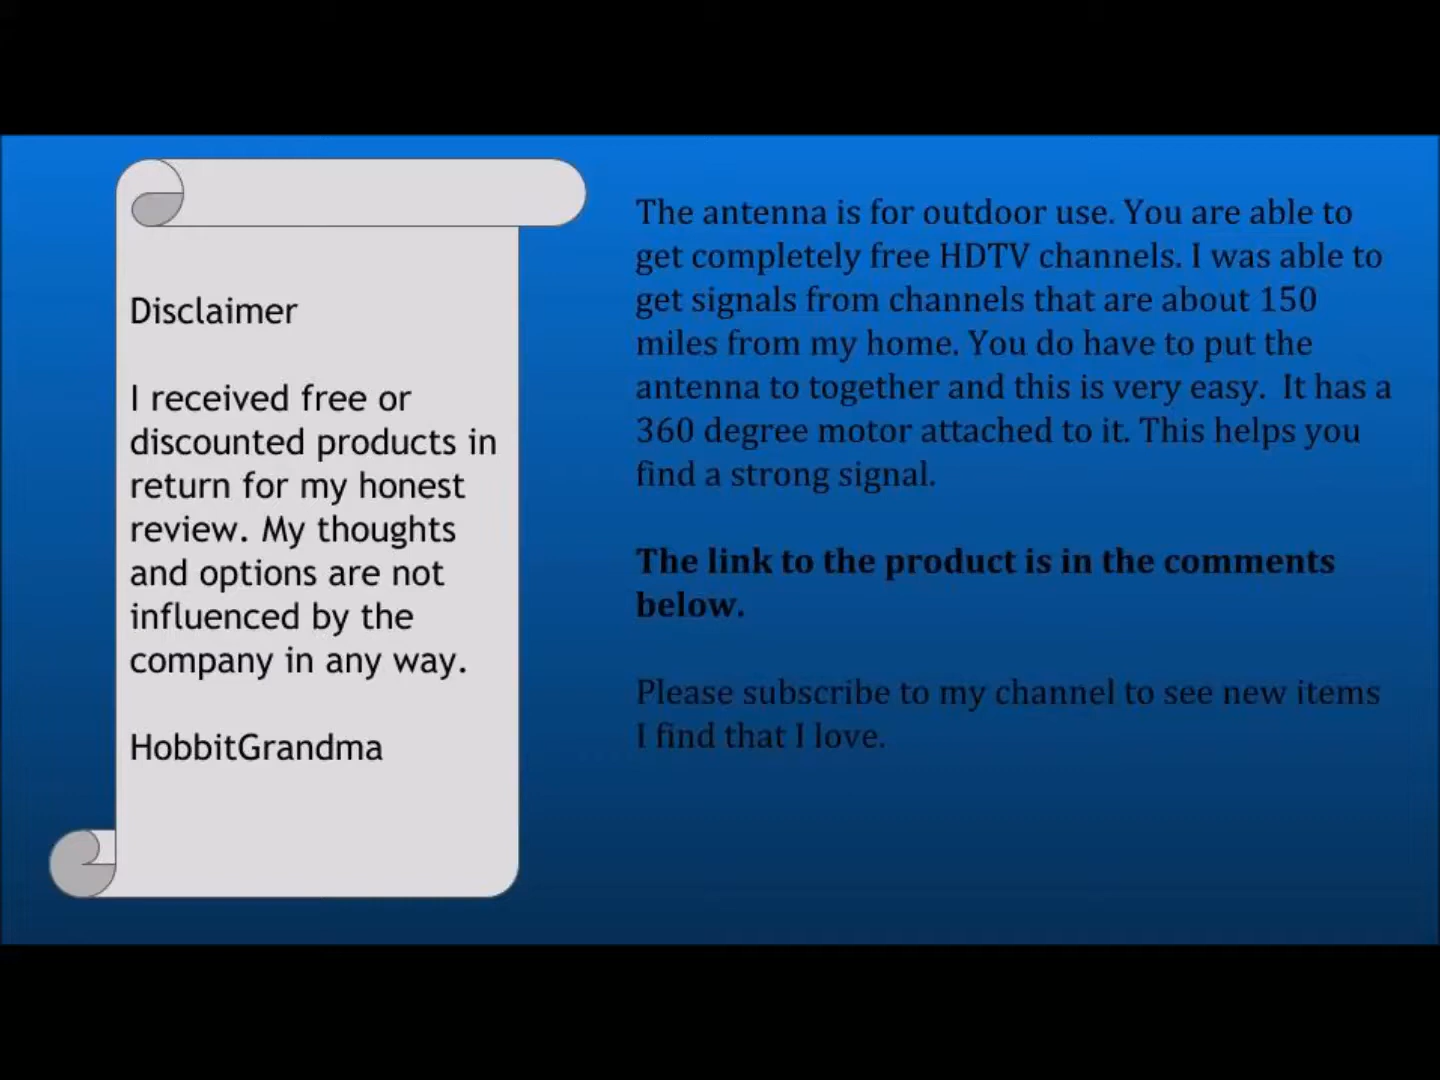 Disclaimer
I received free or
discounted products in
return for my honest
review. My thoughts
and options are not
influenced by the
company in any way.
HobbitGrandma
The antenna is for outdoor use. You are able to
get completely free HDTV channels. I was able to
get signals from channels that are about 150
miles from my home. You do have to put the
antenna to together and this is very easy.  It has a
360 degree motor attached to it. This helps you
find a strong signal.
The link to the product is in the comments
below.
Please subscribe to my channel to see new items
I find that I love.